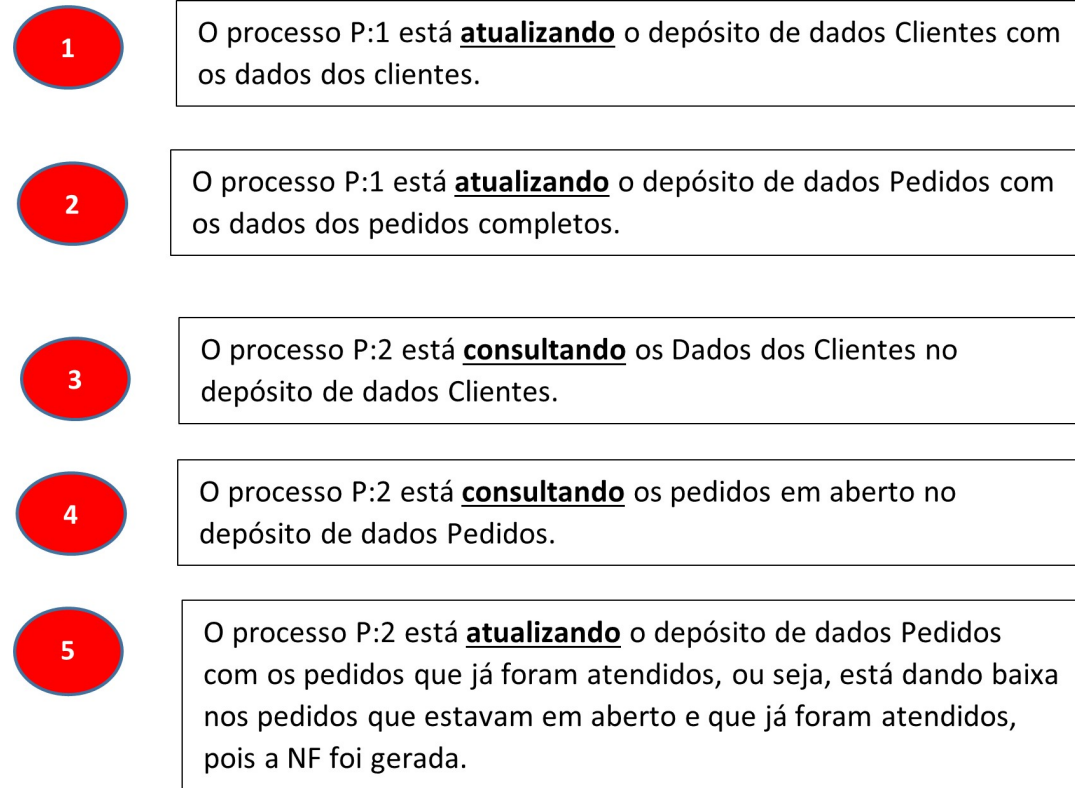 1
O processo P:1 está atualizando o depósito de dados Clientes com
os dados dos clientes.
2
O processo P:1 está atualizando o depósito de dados Pedidos com
os dados dos pedidos completos.
3
O processo P:2 está consultando os Dados dos Clientes no
depósito de dados Clientes.
4
O processo P:2 está consultando os pedidos em aberto no
depósito de dados Pedidos.
5
O processo P:2 está atualizando o depósito de dados Pedidos
com os pedidos que já foram atendidos, ou seja, está dando baixa
nos pedidos que estavam em aberto e que já foram atendidos,
pois a NF foi gerada.